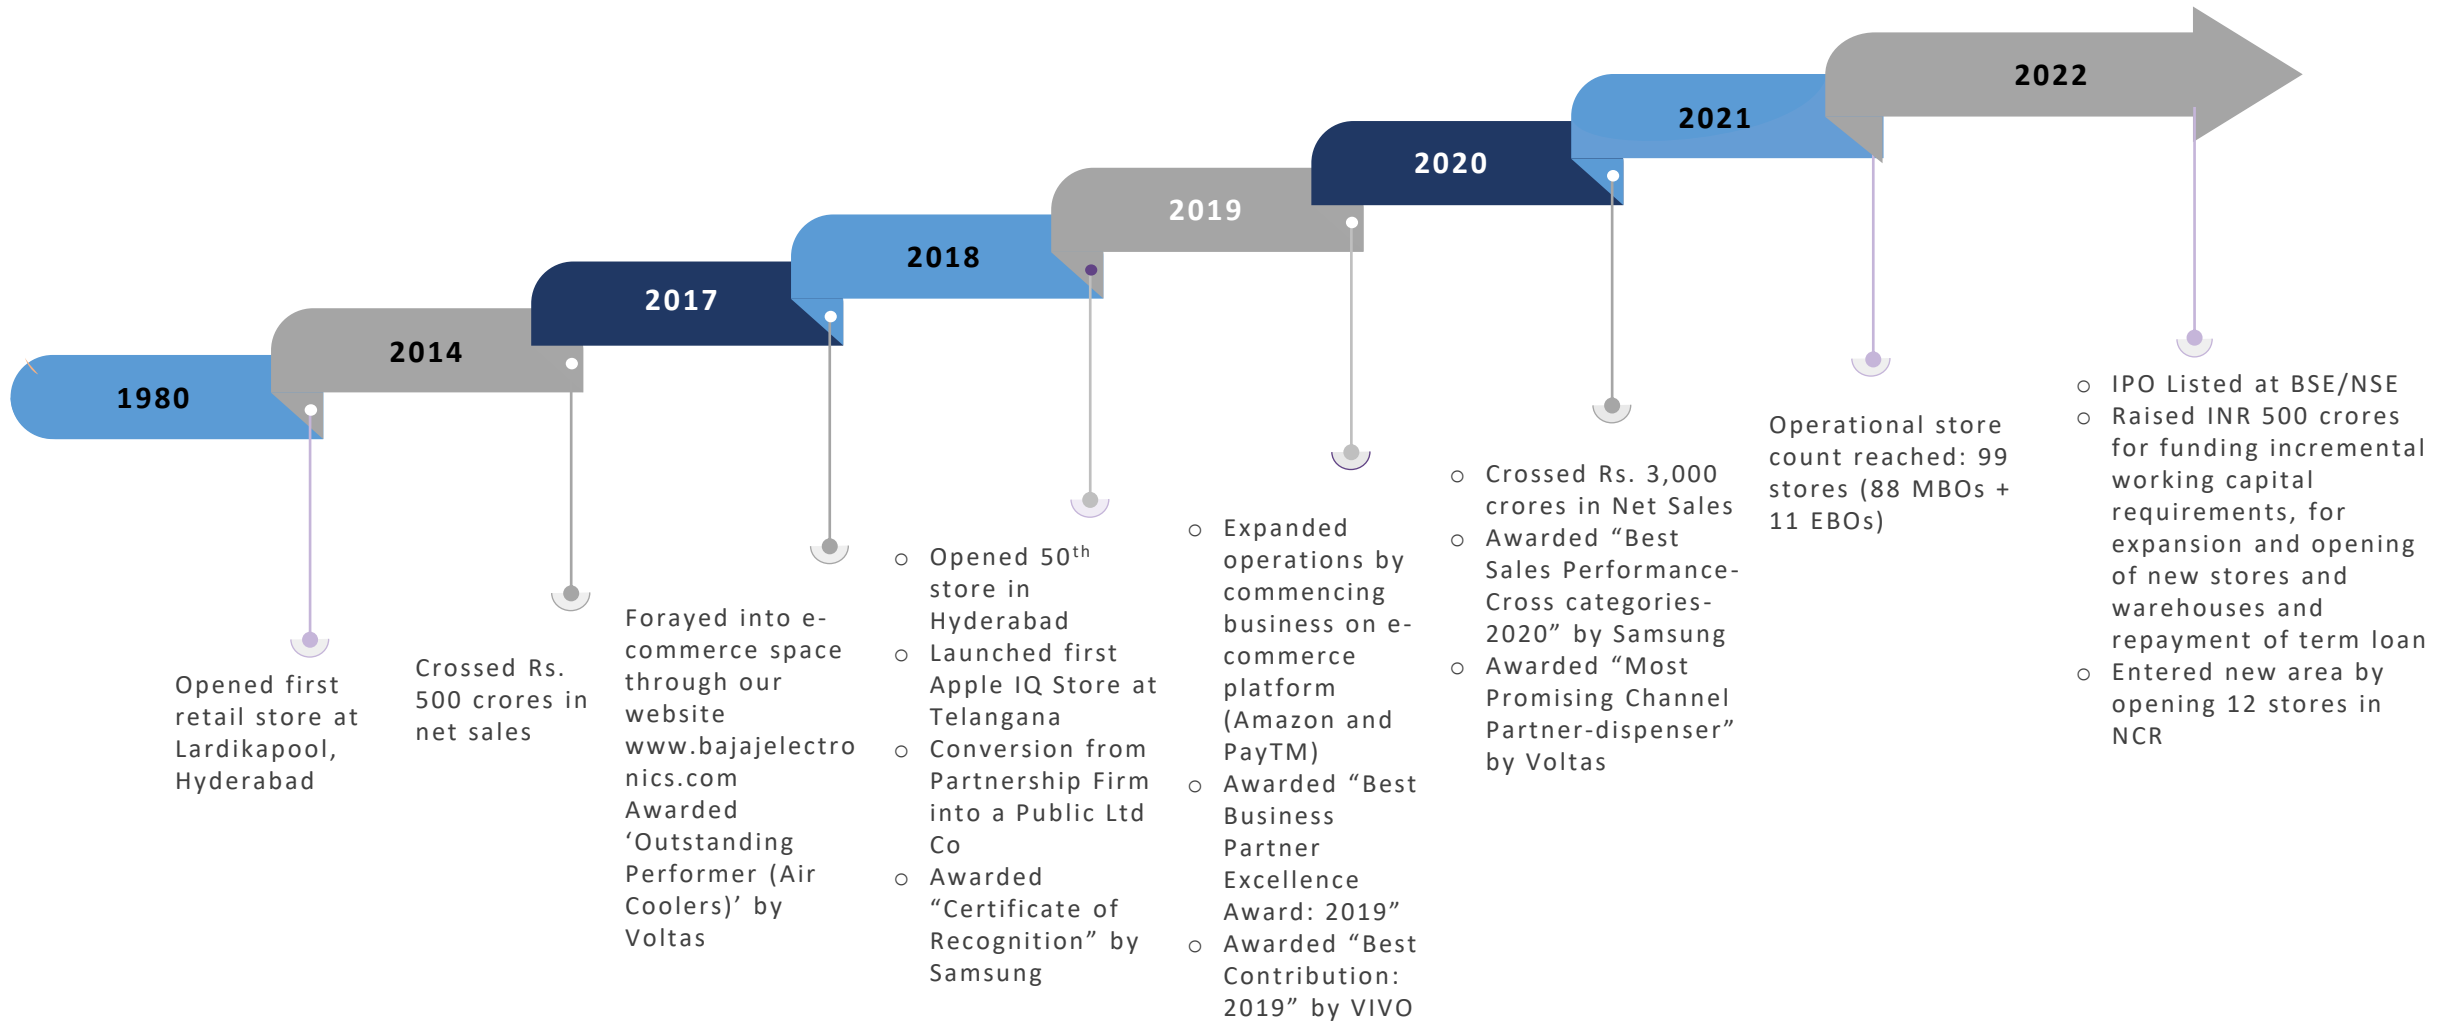 1980
Opened first
retail store at
Lardikapool,
Hyderabad
2014
Crossed Rs.
500 crores in
net sales
2017
Forayed into e-
commerce space
through our
website
www.bajajelectro
nics.com
Awarded
‘Outstanding
Performer (Air
Coolers)’ by
Voltas
2018
o Opened 50th
store in
Hyderabad
o Launched first
Apple IQ Store at
Telangana
o Conversion from
Partnership Firm
into a Public Ltd
Co
o Awarded
“Certificate of
Recognition” by
Samsung
2019
o Expanded
operations by
commencing
business on e-
commerce
platform
(Amazon and
PayTM)
o Awarded “Best
Business
Partner
Excellence
Award: 2019”
o Awarded “Best
Contribution:
2019” by VIVO
2020
o Crossed Rs. 3,000
crores in Net Sales
o Awarded “Best
Sales Performance-
Cross categories-
2020” by Samsung
o Awarded “Most
Promising Channel
Partner-dispenser”
by Voltas
2021
Operational store
count reached: 99
stores (88 MBOs +
11 EBOs)
2022
o IPO Listed at BSE/NSE
o Raised INR 500 crores
for funding incremental
working capital
requirements, for
expansion and opening
of new stores and
warehouses and
repayment of term loan
o Entered new area by
opening 12 stores in
NCR